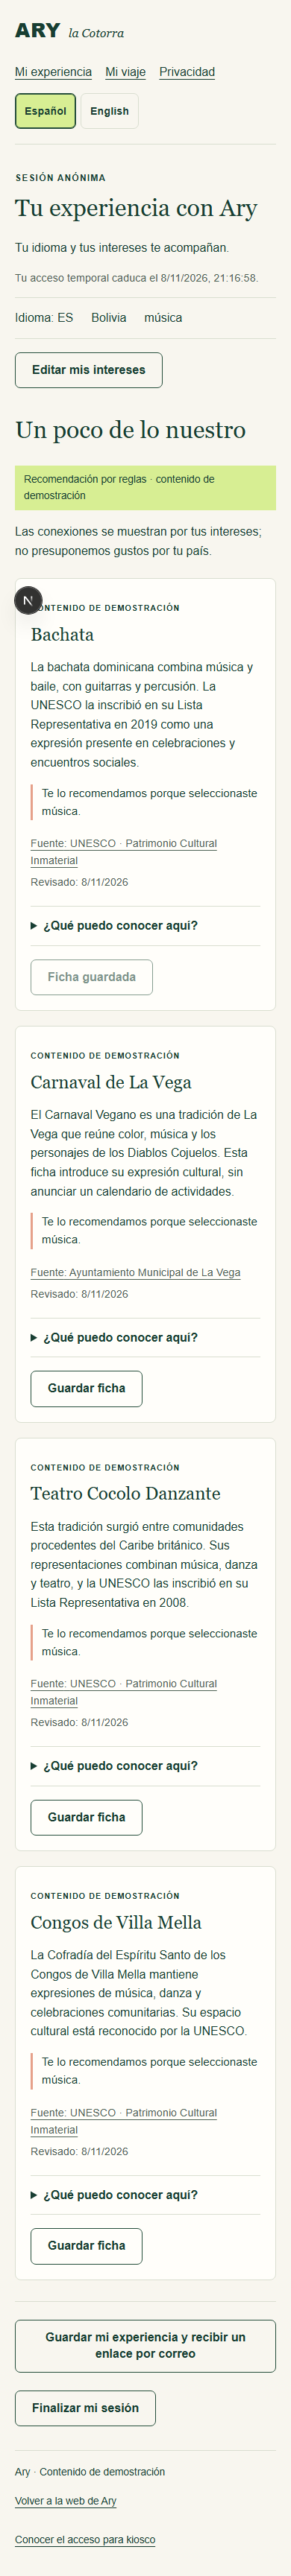 ARY la Cotorra
Mi experiencia Mi viaje Privacidad
Español English
SESIÓN ANÓNIMA
Tu experiencia con Ary
Tu idioma y tus intereses te acompañan.
Tu acceso temporal caduca el 8/11/2026, 21:16:58.
Idioma: ES Bolivia música
Editar mis intereses
Un poco de lo nuestro
Recomendación por reglas · contenido de
demostración
Las conexiones se muestran por tus intereses;
no presuponemos gustos por tu país.
N
ONTENIDO DE DEMOSTRACIÓN
Bachata
La bachata dominicana combina música y
baile, con guitarras y percusión. La
UNESCO la inscribió en su Lista
Representativa en 2019 como una
expresión presente en celebraciones y
encuentros sociales.
Te lo recomendamos porque seleccionaste
música.
Fuente: UNESCO · Patrimonio Cultural
Inmaterial
Revisado: 8/11/2026
¿Qué puedo conocer aquí?
Ficha guardada
CONTENIDO DE DEMOSTRACIÓN
Carnaval de La Vega
El Carnaval Vegano es una tradición de La
Vega que reúne color, música y los
personajes de los Diablos Cojuelos. Esta
ficha introduce su expresión cultural, sin
anunciar un calendario de actividades.
Te lo recomendamos porque seleccionaste
música.
Fuente: Ayuntamiento Municipal de La Vega
Revisado: 8/11/2026
¿Qué puedo conocer aquí?
Guardar ficha
CONTENIDO DE DEMOSTRACIÓN
Teatro Cocolo Danzante
Esta tradición surgió entre comunidades
procedentes del Caribe británico. Sus
representaciones combinan música, danza
y teatro, y la UNESCO las inscribió en su
Lista Representativa en 2008.
Te lo recomendamos porque seleccionaste
música.
Fuente: UNESCO · Patrimonio Cultural
Inmaterial
Revisado: 8/11/2026
¿Qué puedo conocer aquí?
Guardar ficha
CONTENIDO DE DEMOSTRACIÓN
Congos de Villa Mella
La Cofradía del Espíritu Santo de los
Congos de Villa Mella mantiene
expresiones de música, danza y
celebraciones comunitarias. Su espacio
cultural está reconocido por la UNESCO.
Te lo recomendamos porque seleccionaste
música.
Fuente: UNESCO · Patrimonio Cultural
Inmaterial
Revisado: 8/11/2026
¿Qué puedo conocer aquí?
Guardar ficha
Guardar mi experiencia y recibir un
enlace por correo
Finalizar mi sesión
Ary · Contenido de demostración
Volver a la web de Ary
Conocer el acceso para kiosco